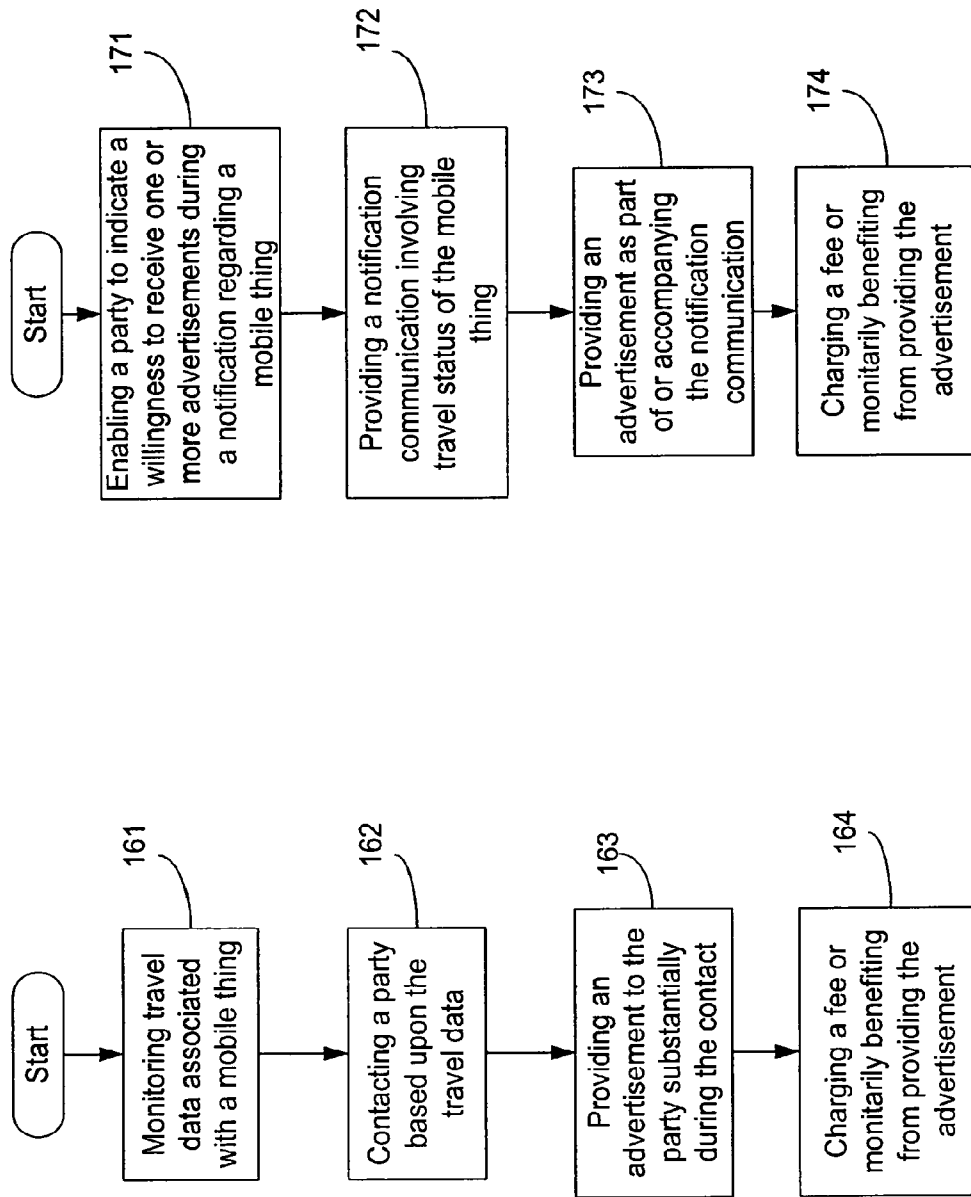 Start
Monitoring travel
data associated
with a mobile thing
161
Contacting a party
based upon the
travel data
162
Providing an
advertisement to the
party substantially
during the contact
163
Charging a fee or
monitarily benefiting
from providing the
advertisement
164
Start
Enabling a party to indicate a
willingness to receive one or
more advertisements during
a notification regarding a
mobile thing
171
Providing a notification
communication involving
travel status of the mobile
thing
172
Providing an
advertisement as part
of or accompanying
the notification
communication
173
Charging a fee or
monitarily benefiting
from providing the
advertisement
174